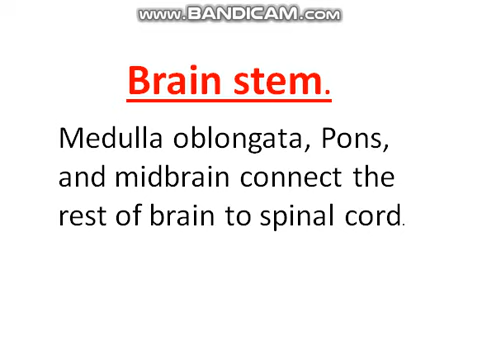 www.BANDICAM.com
Brain stem.
Medulla oblongata, Pons,
and midbrain connect the
rest of brain to spinal cord.